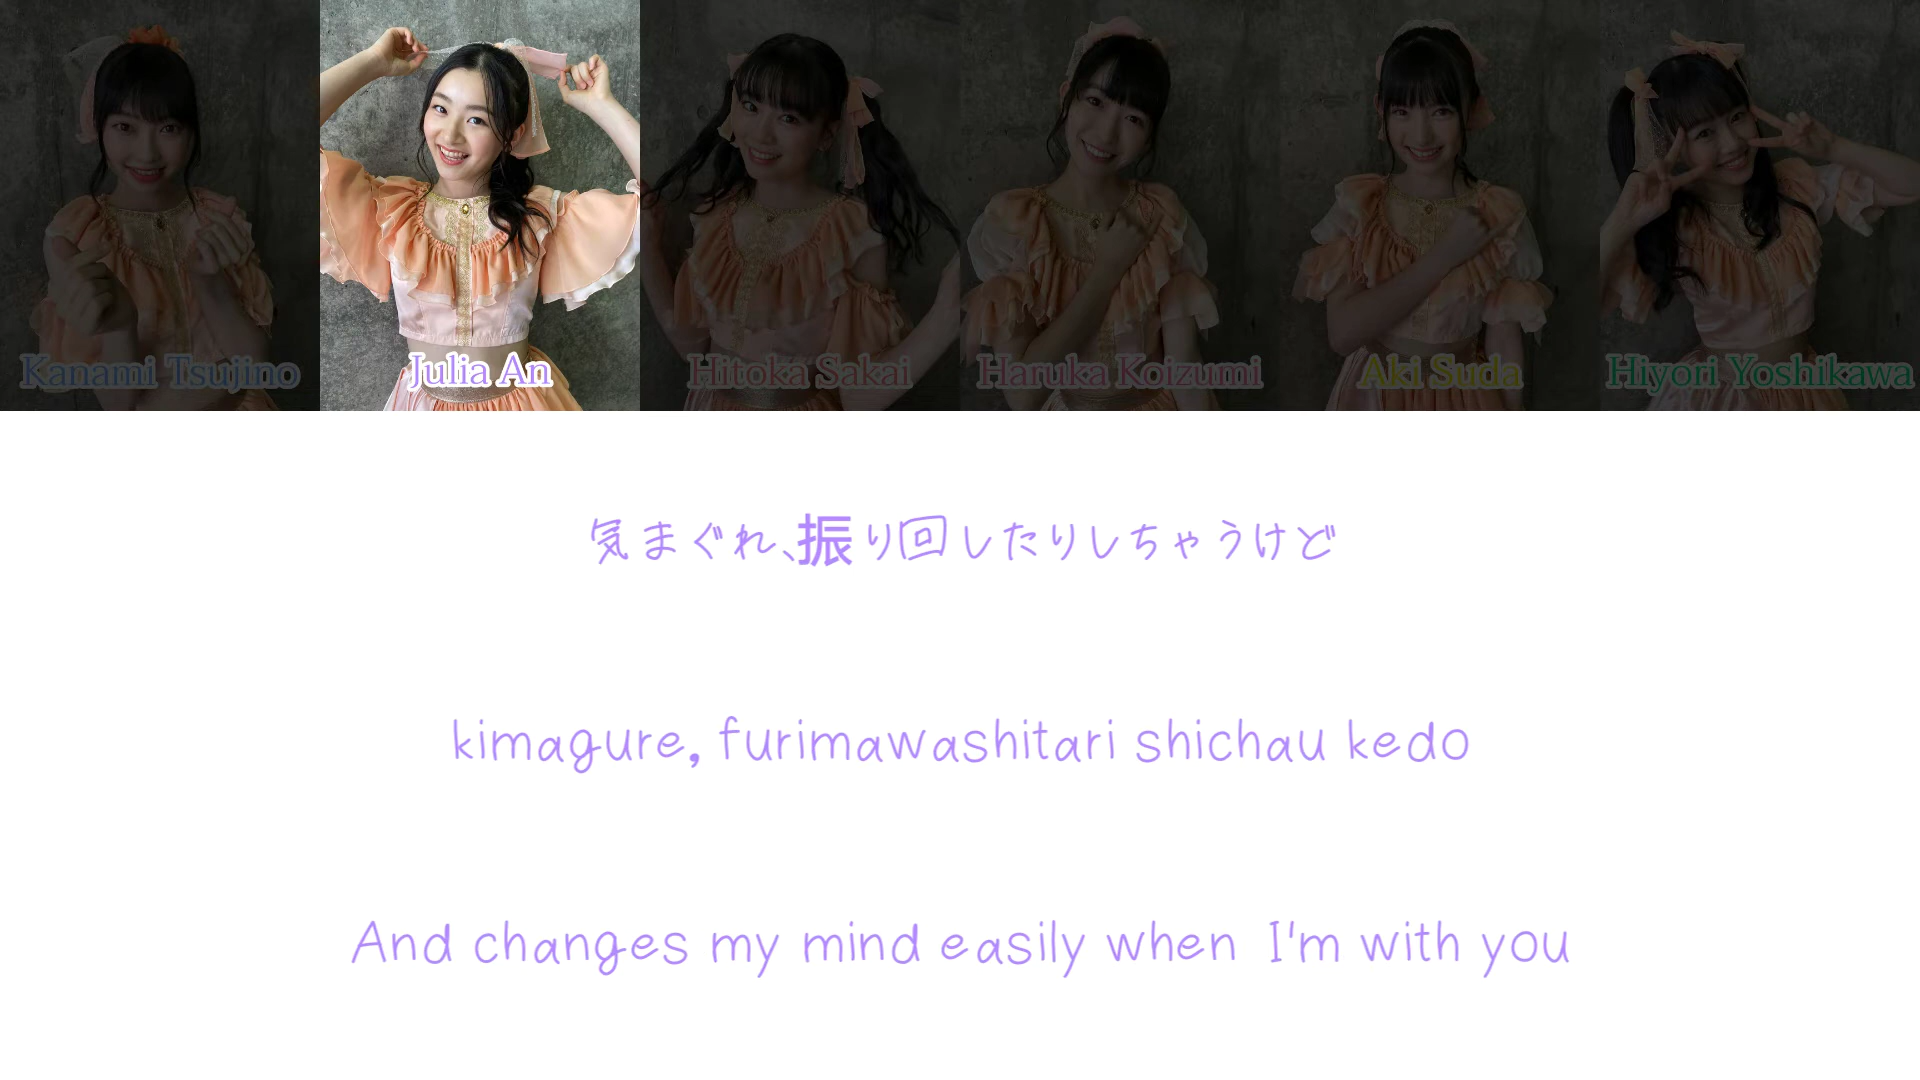 Kanami Tsujino
Julia An
Hitoka Sakai
Haruka Koizumi
Aki Suda
Hiyori Yoshikawa
気まぐれ、振り回したりしちゃうけど
kimagure, furimawashitari shichau kedo
And changes my mind easily when I'm with you